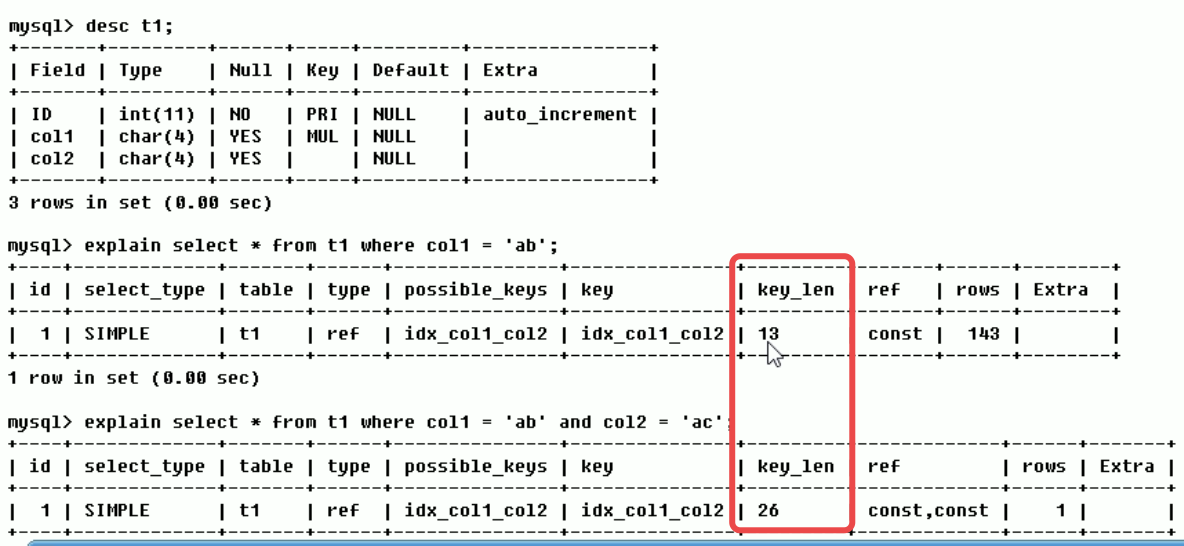 mysql> desc t1;
+-------+---------+------+-----+---------+----------------+
| Field | Type    | Null | Key | Default | Extra          |
+-------+---------+------+-----+---------+----------------+
| ID    | int(11) | NO   | PRI | NULL    | auto_increment |
| col1  | char(4) | YES  | MUL | NULL    |                |
| col2  | char(4) | YES  |     | NULL    |                |
+-------+---------+------+-----+---------+----------------+
3 rows in set (0.00 sec)
mysql> explain select * from t1 where col1 = 'ab';
+----+-------------+-------+------+---------------+---------------+---------+-------+------+-------+
| id | select_type | table | type | possible_keys | key           | key_len | ref   | rows | Extra |
+----+-------------+-------+------+---------------+---------------+---------+-------+------+-------+
|  1 | SIMPLE      | t1    | ref  | idx_col1_col2 | idx_col1_col2 | 13      | const |  143 |       |
+----+-------------+-------+------+---------------+---------------+---------+-------+------+-------+
1 row in set (0.00 sec)
mysql> explain select * from t1 where col1 = 'ab' and col2 = 'ac';
+----+-------------+-------+------+---------------+---------------+---------+-------------+------+-------+
| id | select_type | table | type | possible_keys | key           | key_len | ref         | rows | Extra |
+----+-------------+-------+------+---------------+---------------+---------+-------------+------+-------+
|  1 | SIMPLE      | t1    | ref  | idx_col1_col2 | idx_col1_col2 | 26      | const,const |    1 |       |
+----+-------------+-------+------+---------------+---------------+---------+-------------+------+-------+